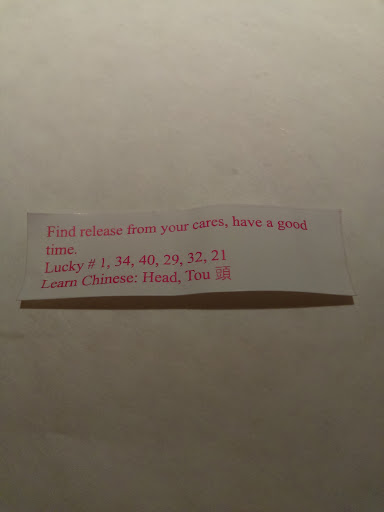 Find release from your cares, have a good
time.
Lucky # 1, 34, 40, 29, 32, 21
Learn Chinese: Head, Tou 頭